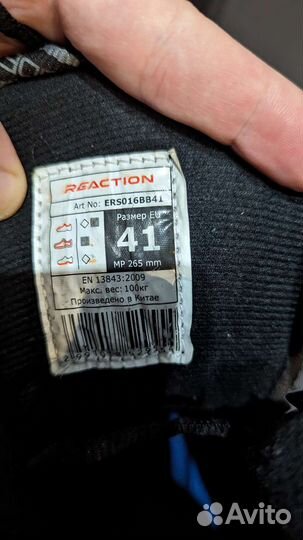 REACTION
Art No: ERS016BB41
Размер EU
41
MP 265 mm
EN 13843:2009
Макс. вес: 100кг
Произведено в Китае
Avito